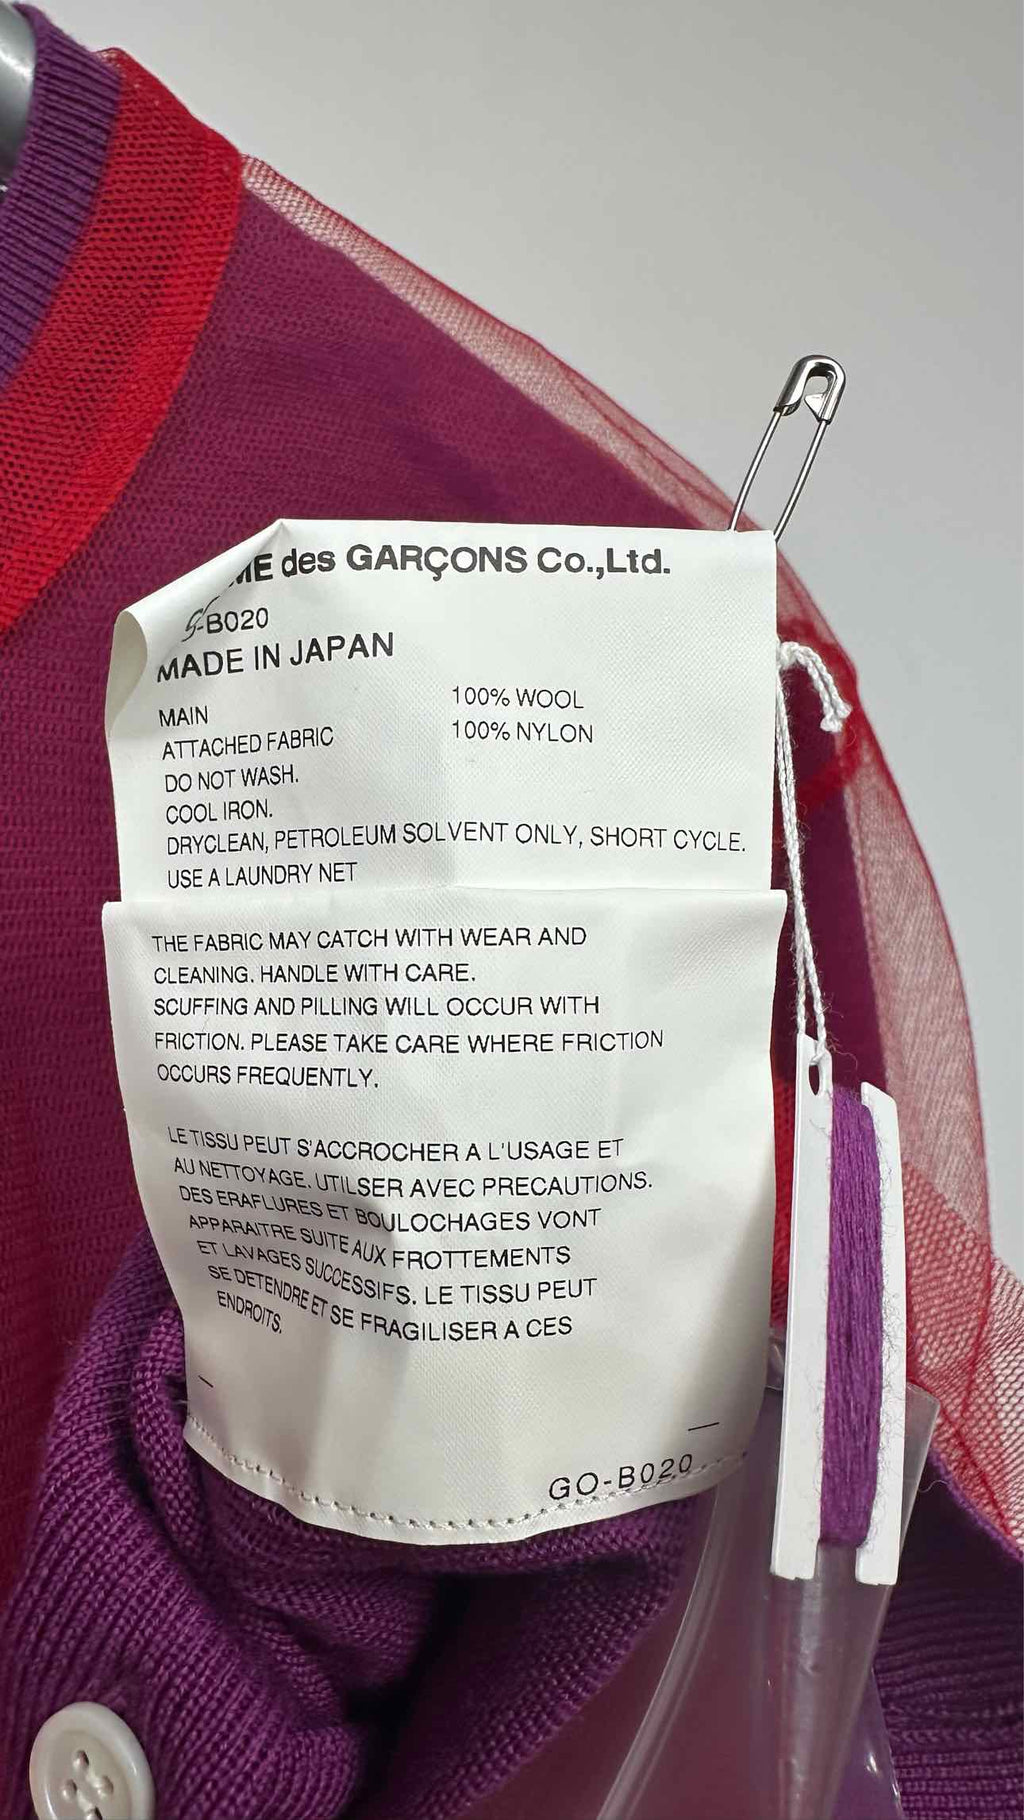 des GARÇONS Co.,Ltd.
-B020
MADE IN JAPAN
MAIN 100% WOOL
ATTACHED FABRIC 100% NYLON
DO NOT WASH.
COOL IRON.
DRYCLEAN, PETROLEUM SOLVENT ONLY, SHORT CYCLE.
USE A LAUNDRY NET
THE FABRIC MAY CATCH WITH WEAR AND
CLEANING. HANDLE WITH CARE.
SCUFFING AND PILLING WILL OCCUR WITH
FRICTION. PLEASE TAKE CARE WHERE FRICTION
OCCURS FREQUENTLY.
LE TISSU PEUT S'ACCROCHER A L'USAGE ET
AU NETTOYAGE. UTILSER AVEC PRECAUTIONS.
DES ERAFLURES ET BOULOCHAGES VONT
APPARAITRE SUITE AUX FROTTEMENTS
ET LAVAGES SUCCESSIFS. LE TISSU PEUT
SE DETENDRE ET SE FRAGILISER A CES
ENDROITS.
GO-B020